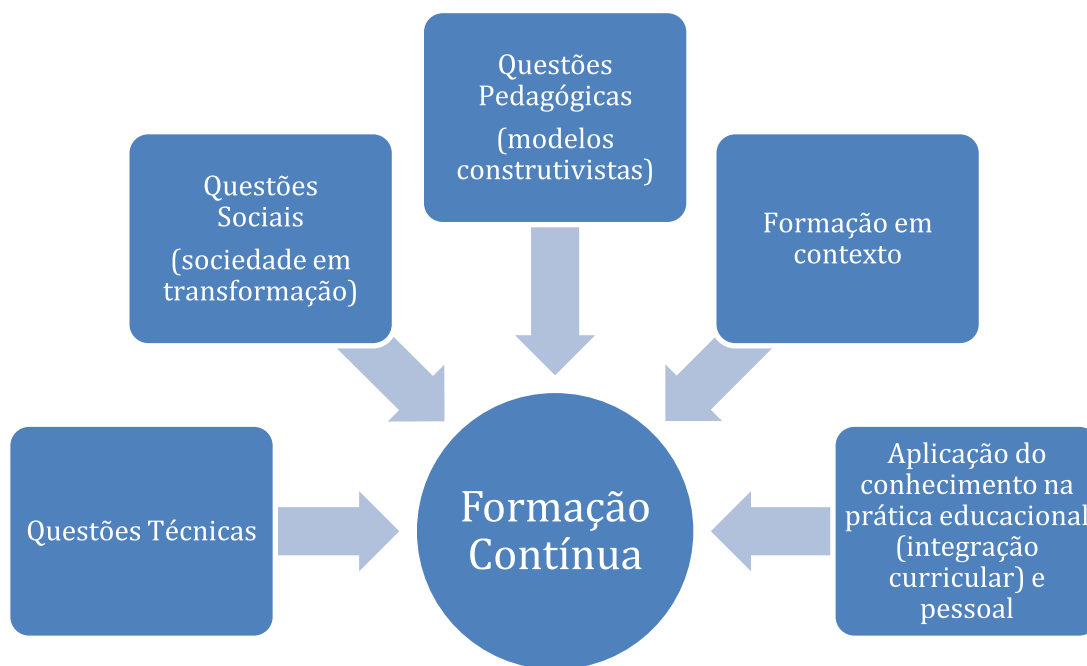 Questões
Pedagógicas
(modelos
construtivistas)
Questões
Sociais
(sociedade em
transformação)
Formação em
contexto
Questões Técnicas
Formação
Contínua
Aplicação do
conhecimento na
prática educacional
(integração
curricular) e
pessoal